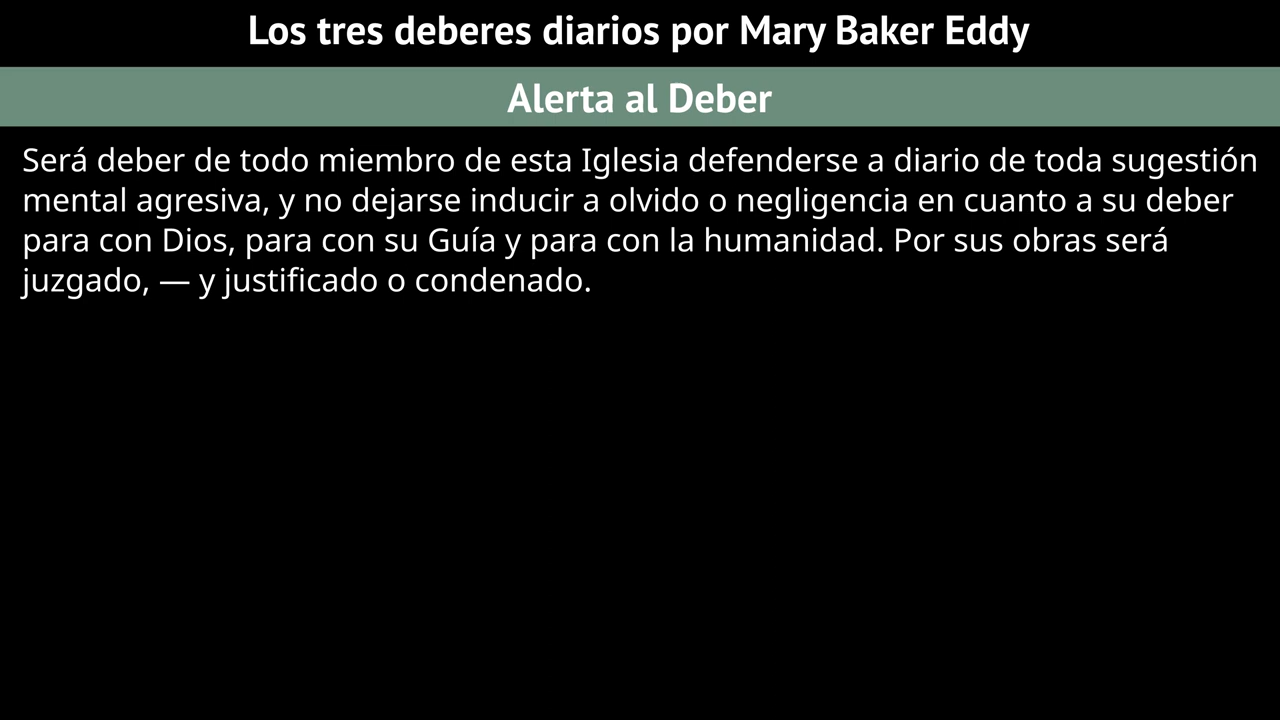 Los tres deberes diarios por Mary Baker Eddy
Alerta al Deber
Será deber de todo miembro de esta Iglesia defenderse a diario de toda sugestión
mental agresiva, y no dejarse inducir a olvido o negligencia en cuanto a su deber
para con Dios, para con su Guía y para con la humanidad. Por sus obras será
juzgado, — y justificado o condenado.